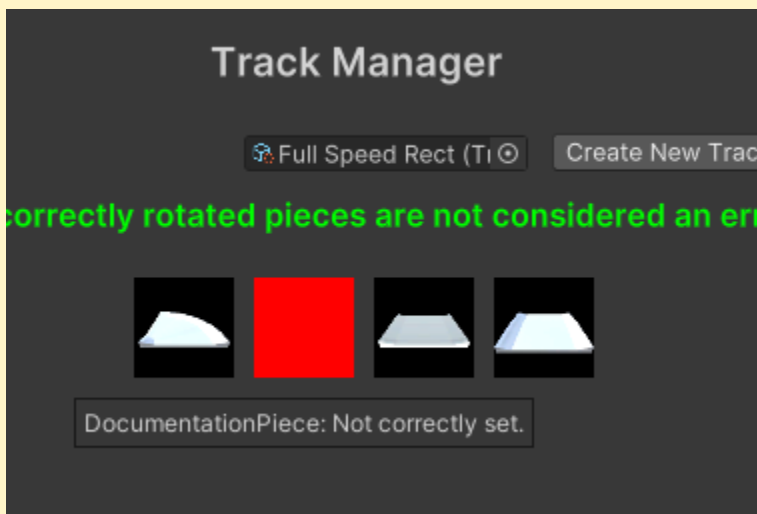 Track Manager
Full Speed Rect (Tr
Create New Trac
correctly rotated pieces are not considered an err
DocumentationPiece: Not correctly set.